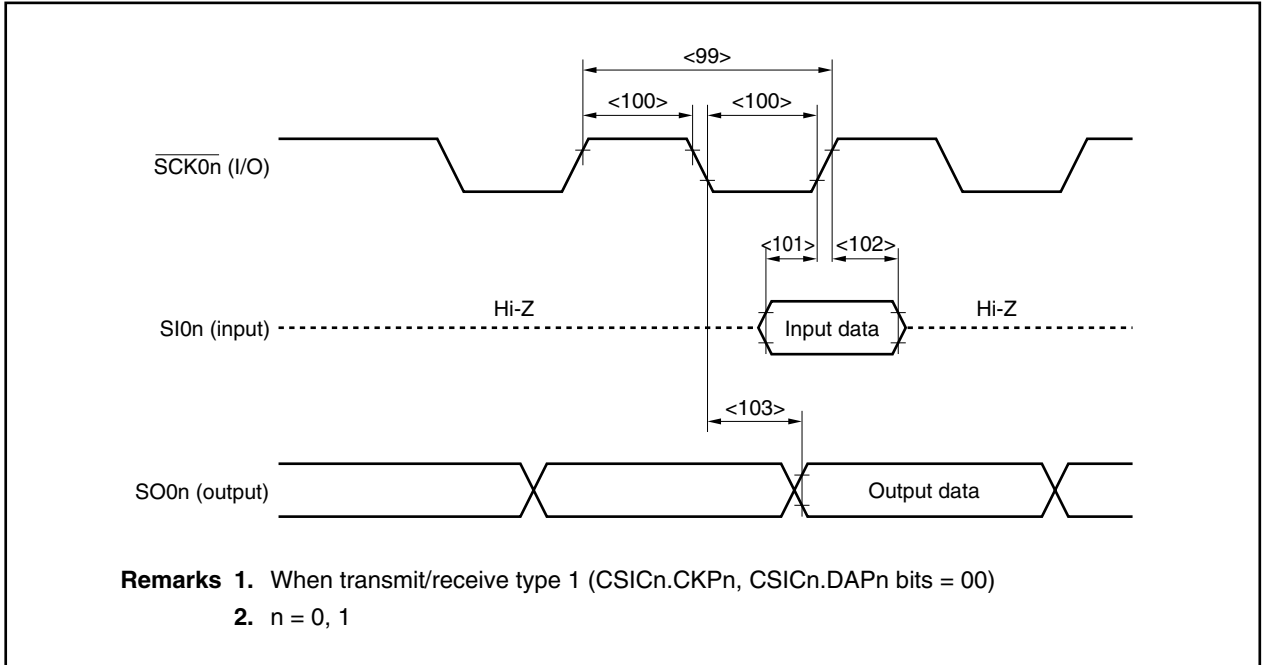 <99>
<100> <100>
SCK0n (I/O)
<101> <102>
Hi-Z Hi-Z
SI0n (input) Input data
<103>
SO0n (output) Output data
Remarks 1. When transmit/receive type 1 (CSICn.CKPn, CSICn.DAPn bits = 00)
2. n = 0, 1